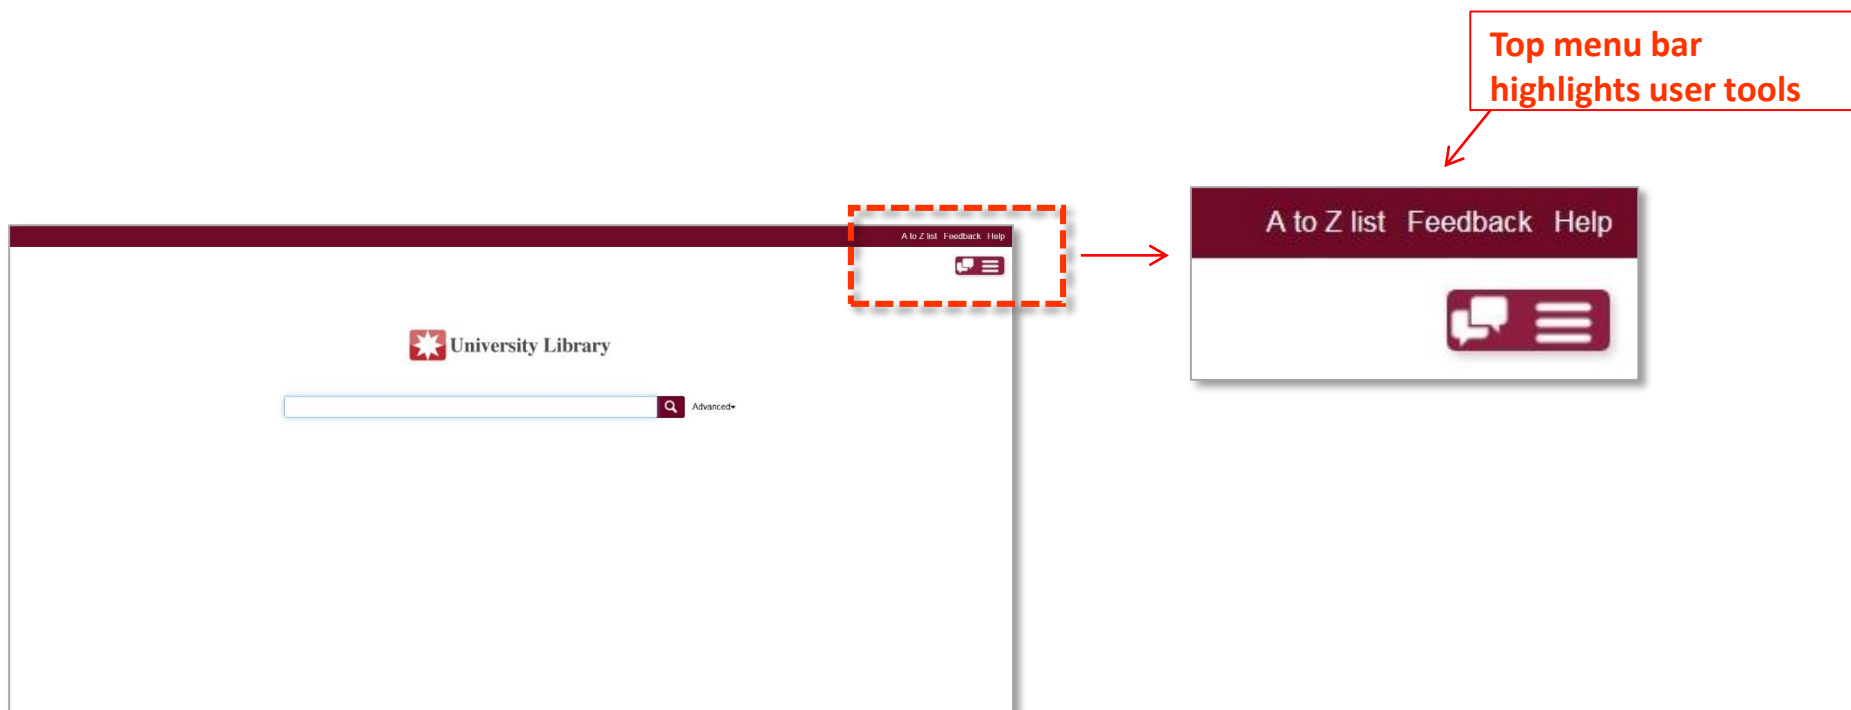 Top menu bar
highlights user tools
A to Z list Feedback Help
University Library
Advanced
A to Z list Feedback Help